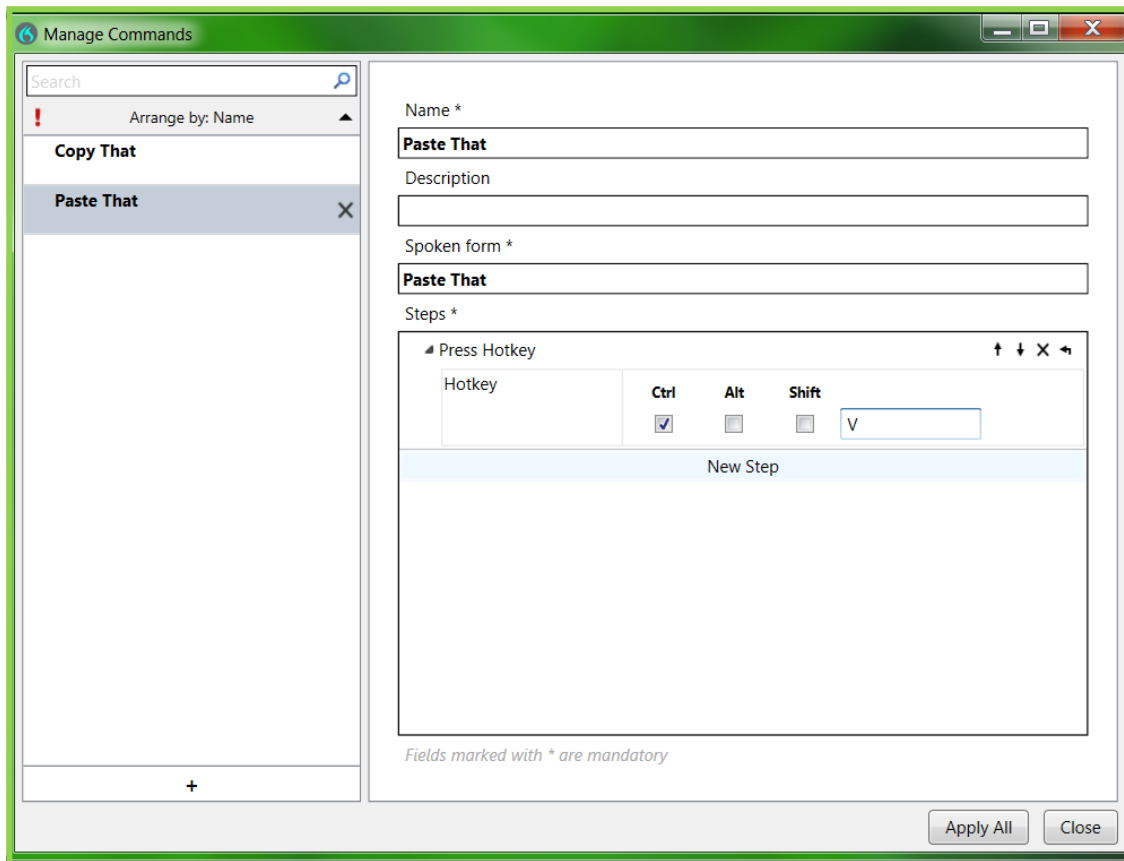 Manage Commands
Search
Arrange by: Name
Copy That
Paste That
+
Name *
Paste That
Description
Spoken form *
Paste That
Steps *
Press Hotkey
Hotkey
Ctrl Alt Shift
V
New Step
Fields marked with * are mandatory
Apply All Close